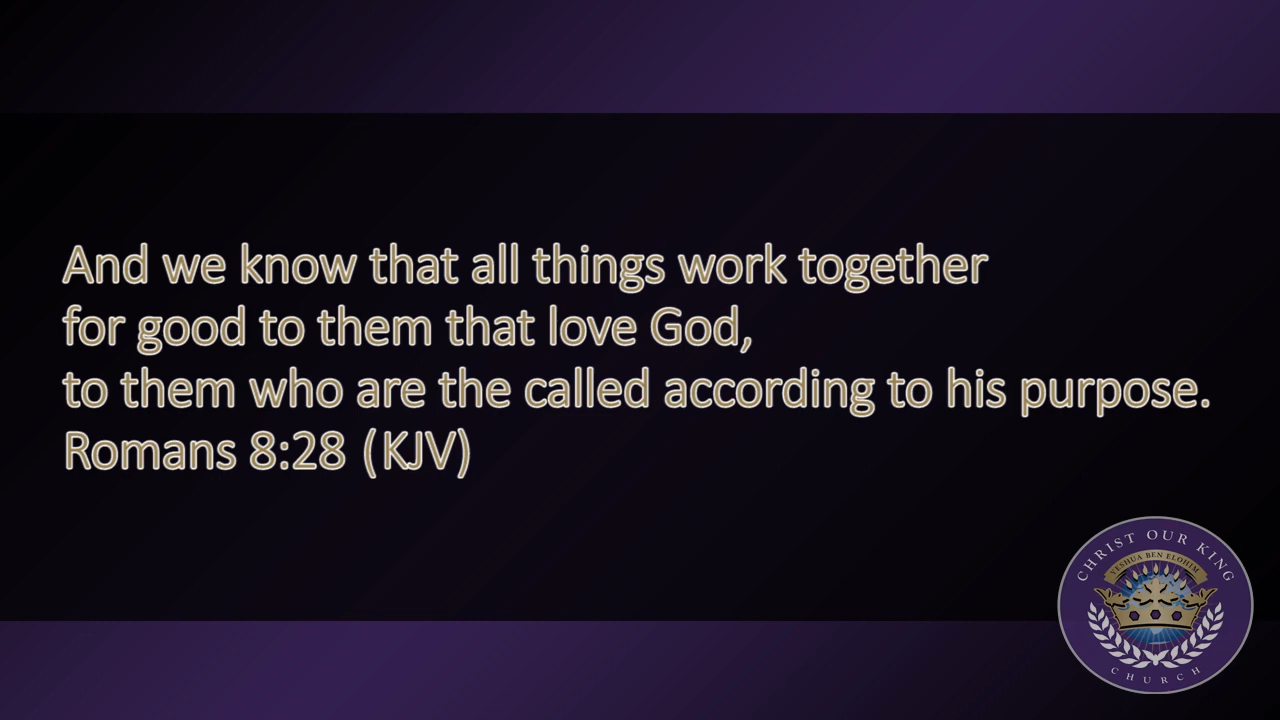 And we know that all things work together
for good to them that love God,
to them who are the called according to his purpose.
Romans 8:28 (KJV)
CHRIST OUR KING
YESHUA BEN ELOHIM
CHURCH